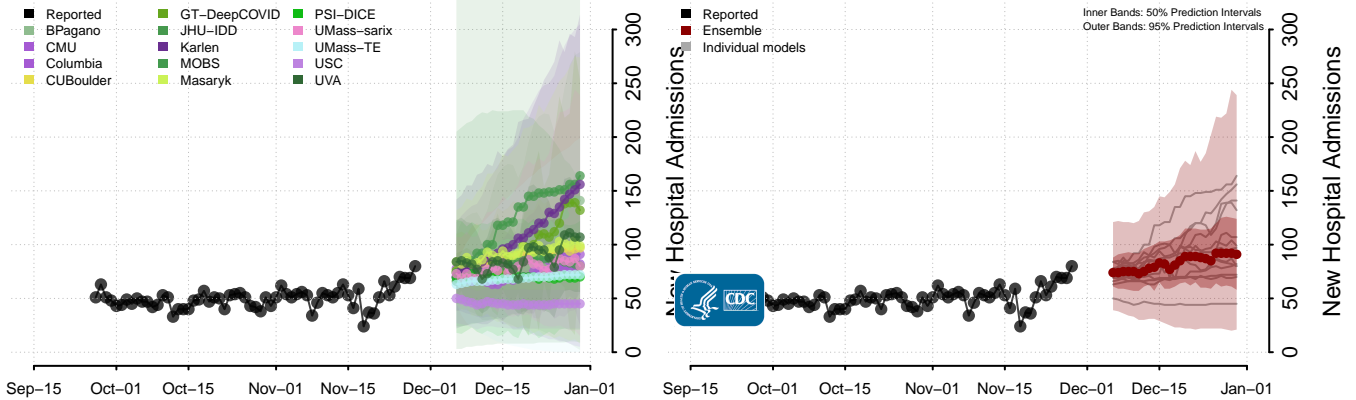 Reported
BPagano
CMU
Columbia
CUBoulder
GT−DeepCOVID
JHU−IDD
Karlen
MOBS
Masaryk
PSI−DICE
UMass−sarix
UMass−TE
USC
UVA
0
50
100
150
200
250
300
New Hospital Admissions
Sep−15
Oct−01
Oct−15
Nov−01
Nov−15
Dec−01
Dec−15
Jan−01
Reported
Ensemble
Individual models
Inner Bands: 50% Prediction Intervals
Outer Bands: 95% Prediction Intervals
CDC
0
50
100
150
200
250
300
New Hospital Admissions
Sep−15
Oct−01
Oct−15
Nov−01
Nov−15
Dec−01
Dec−15
Jan−01